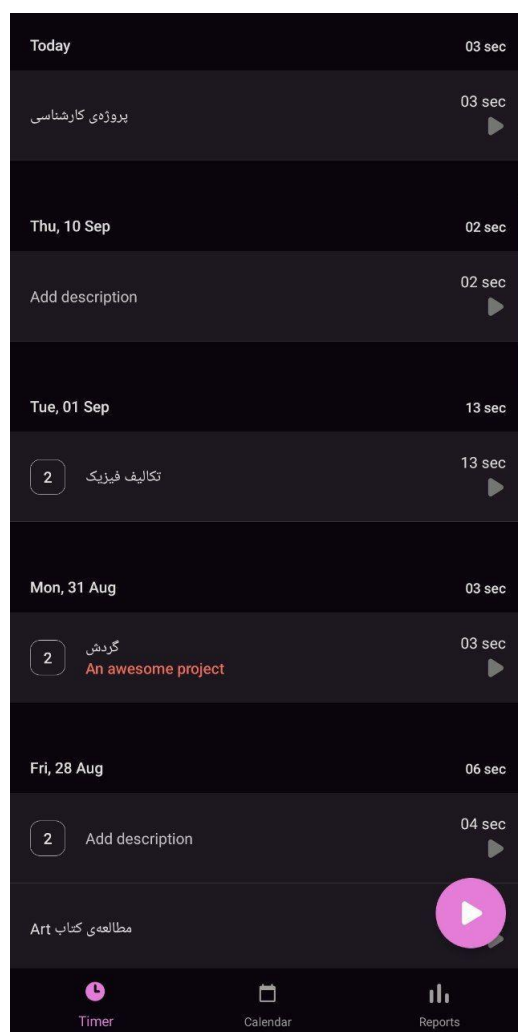 Today 03 sec
پروژه‌ی کارشناسی 03 sec
Thu, 10 Sep 02 sec
Add description 02 sec
Tue, 01 Sep 13 sec
2 تکالیف فیزیک 13 sec
Mon, 31 Aug 03 sec
2 گردش 03 sec
An awesome project
Fri, 28 Aug 06 sec
2 Add description 04 sec
مطالعه‌ی کتاب Art
Timer Calendar Reports